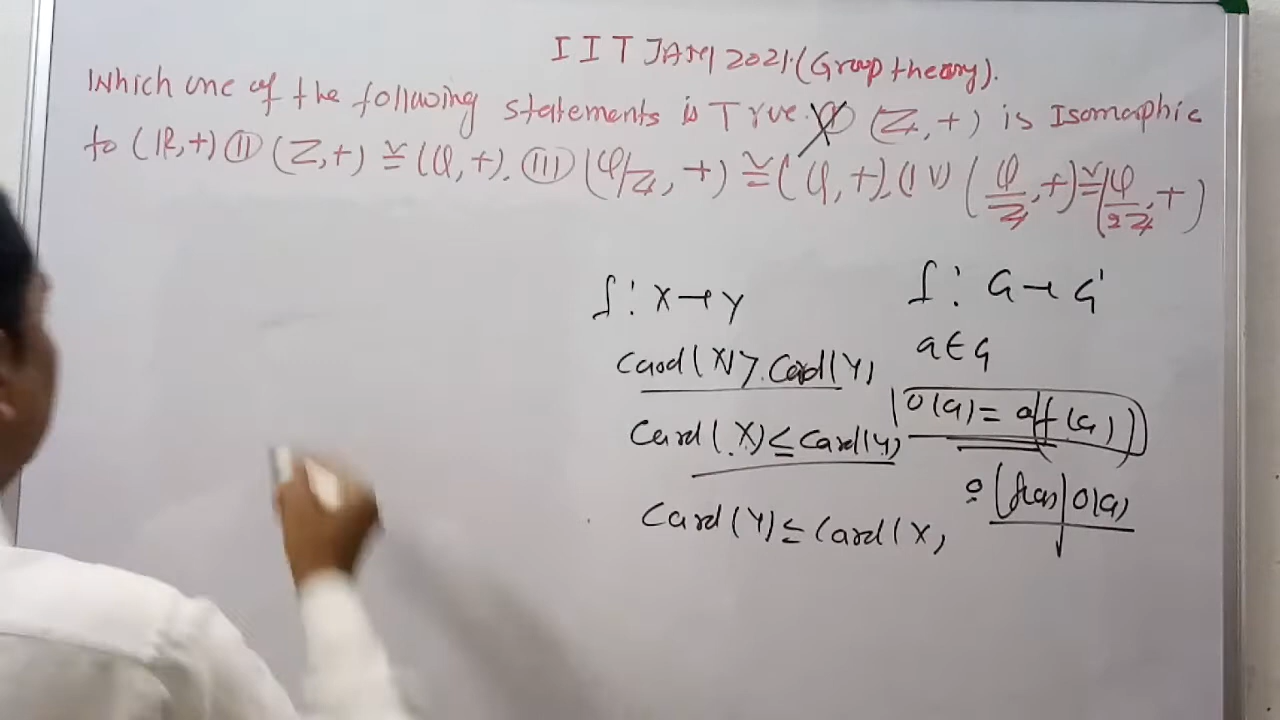 IIT JAM 2021. (Group theory).
Which one of the following statements is True. (I) (Z, +) is Isomorphic
to (R, +) (II) (Z, +) ≅ (Q, +). (III) (Q/Z, +) ≅ (Q, +), (IV) (Q/Z, +) ≅ (Q/2Z, +)
f : X → Y
Card(X) > Card(Y)
Card(X) ≤ Card(Y)
Card(Y) ≤ Card(X)
f : G → G'
a ∈ G
O(a) = of(a)
O(f(a)) | O(a)